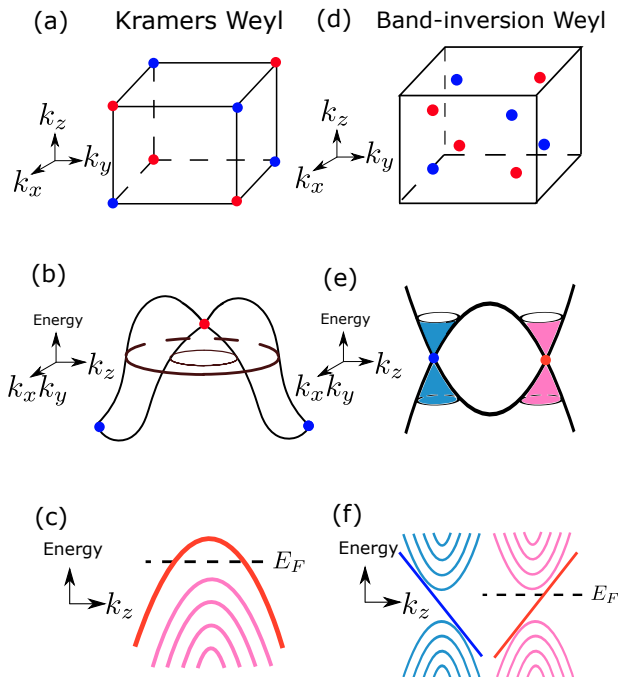 (a) Kramers Weyl
k_z
k_y
k_x
(d) Band-inversion Weyl
k_z
k_y
k_x
(b)
Energy
k_z
k_x k_y
(e)
Energy
k_z
k_x k_y
(c)
Energy
k_z
E_F
(f)
Energy
k_z
E_F